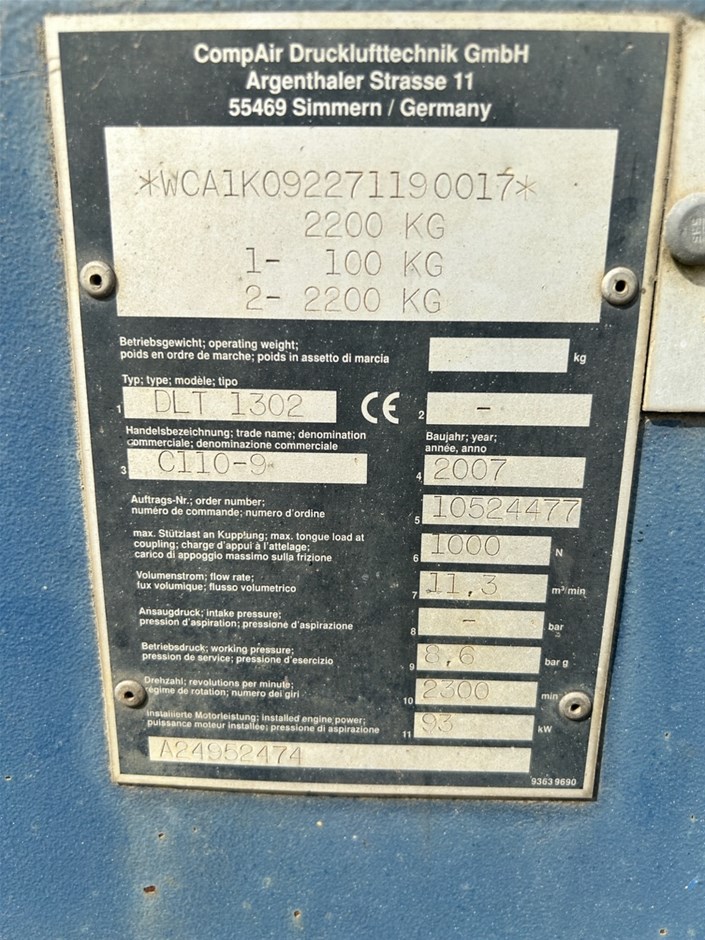 CompAir Drucklufttechnik GmbH
Argenthaler Strasse 11
55469 Simmern / Germany
*WCA1K092271190017*
2200 KG
1- 100 KG
2- 2200 KG
Betriebsgewicht; operating weight;
poids en ordre de marche; poids in assetto di marcia
kg
Typ; type; modèle; tipo
1 DLT 1302
CE
2 -
Handelsbezeichnung; trade name; denomination
commerciale; denominazione commerciale
3 C110-9
Baujahr; year;
année, anno
4 2007
Auftrags-Nr.; order number;
numéro de commande; numero d'ordine
5 10524477
max. Stützlast an Kupplung; max. tongue load at
coupling; charge d'appui à l'attelage;
carico di appoggio massimo sulla frizione
6 1000 N
Volumenstrom; flow rate;
fux volumique; flusso volumetrico
7 11,3 m³/min
Ansaugdruck; intake pressure;
pression d'aspiration; pressione d'aspirazione
8 - bar
Betriebsdruck; working pressure;
pression de service; pressione d'esercizio
9 8,6 bar g
Drehzahl; revolutions per minute;
régime de rotation; numero dei giri
10 2300 min
Installierte Motorleistung; installed engine power;
puissance moteur installée; pressione di aspirazione
11 93 kW
A24952474
9363 9690